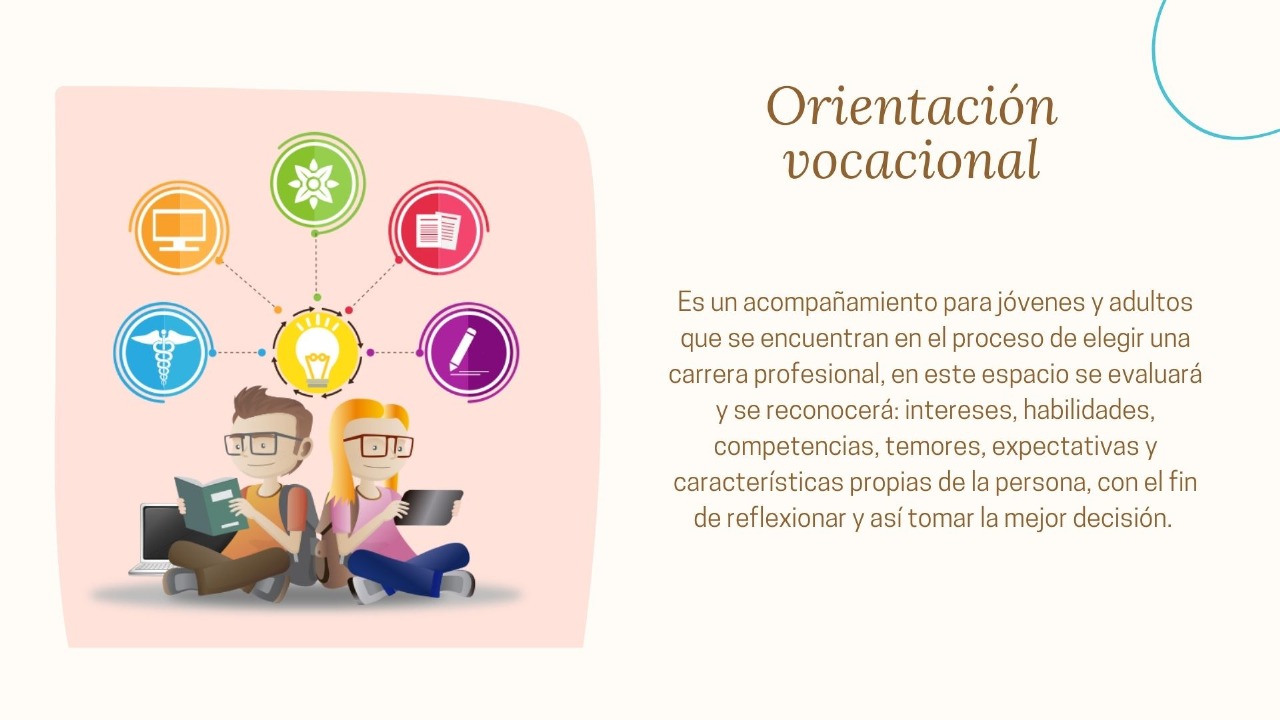 Orientación
vocacional
Es un acompañamiento para jóvenes y adultos
que se encuentran en el proceso de elegir una
carrera profesional, en este espacio se evaluará
y se reconocerá: intereses, habilidades,
competencias, temores, expectativas y
características propias de la persona, con el fin
de reflexionar y así tomar la mejor decisión.